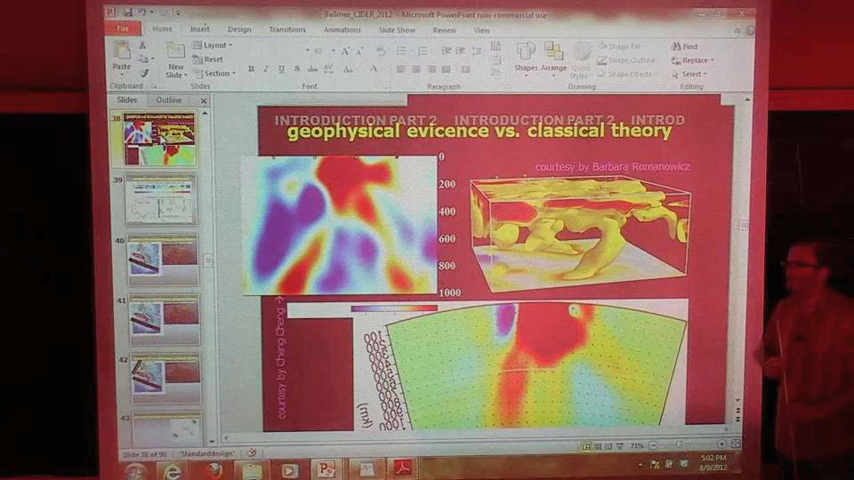 Ballmer_CIDER_2012 - Microsoft PowerPoint non-commercial use
File
Home
Insert
Design
Transitions
Animations
Slide Show
Review
View
Paste
New
Slide
Layout
Reset
Section
Shapes
Arrange
Quick
Styles
Shape Fill
Shape Outline
Shape Effects
Find
Replace
Select
Clipboard
Slides
Font
Paragraph
Drawing
Editing
Slides
Outline
38
39
40
41
42
43
INTRODUCTION PART 2 INTRODUCTION PART 2 INTROD
geophysical evicence vs. classical theory
courtesy by Barbara Romanowicz
0
200
400
600
800
1000
courtesy by Cheng Cheng →
(km)
Slide 38 of 90
"Standarddesign"
71%
5:02 PM
8/9/2012